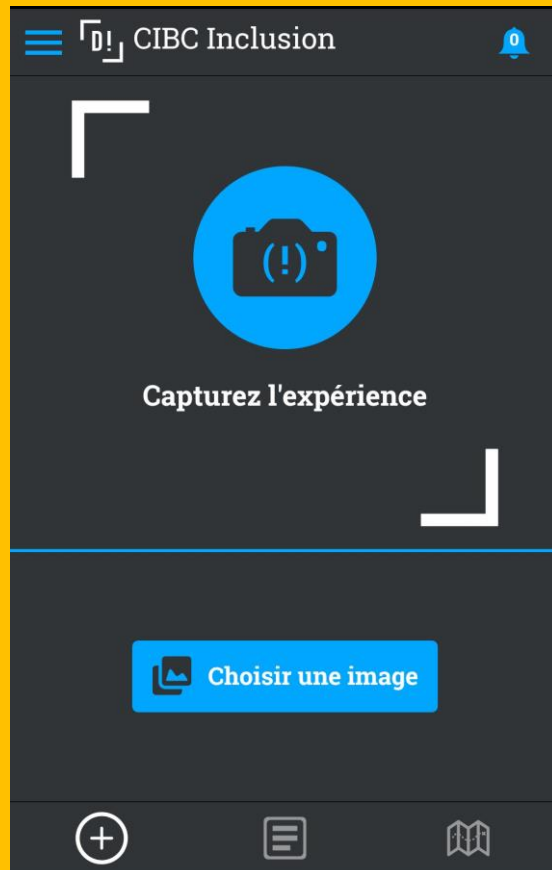 D! CIBC Inclusion
0
(!)
Capturez l'expérience
Choisir une image